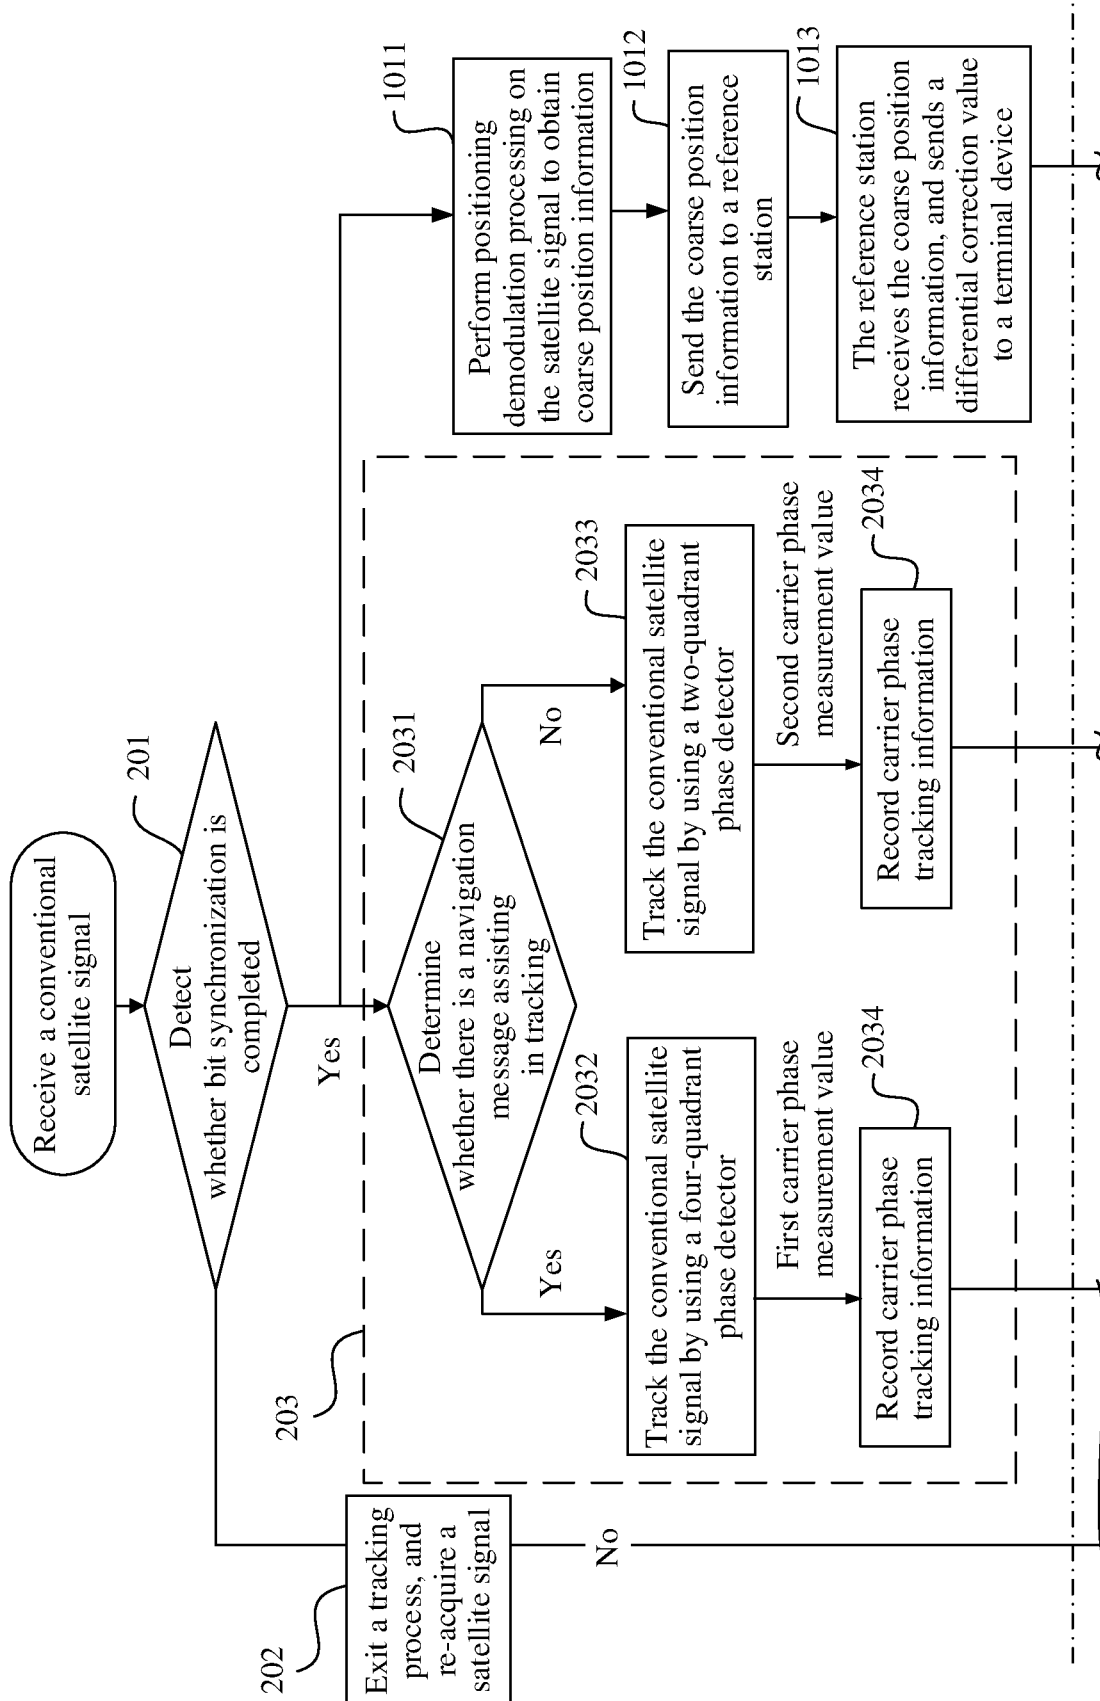 Receive a conventional
satellite signal
201
Detect
whether bit synchronization is
completed
Yes
202
Exit a tracking
process, and
re-acquire a
satellite signal
No
203
2031
Determine
whether there is a navigation
message assisting
in tracking
Yes
No
2032
Track the conventional satellite
signal by using a four-quadrant
phase detector
First carrier phase
measurement value
2034
Record carrier phase
tracking information
2033
Track the conventional satellite
signal by using a two-quadrant
phase detector
Second carrier phase
measurement value
2034
Record carrier phase
tracking information
1011
Perform positioning
demodulation processing on
the satellite signal to obtain
coarse position information
1012
Send the coarse position
information to a reference
station
1013
The reference station
receives the coarse position
information, and sends a
differential correction value
to a terminal device